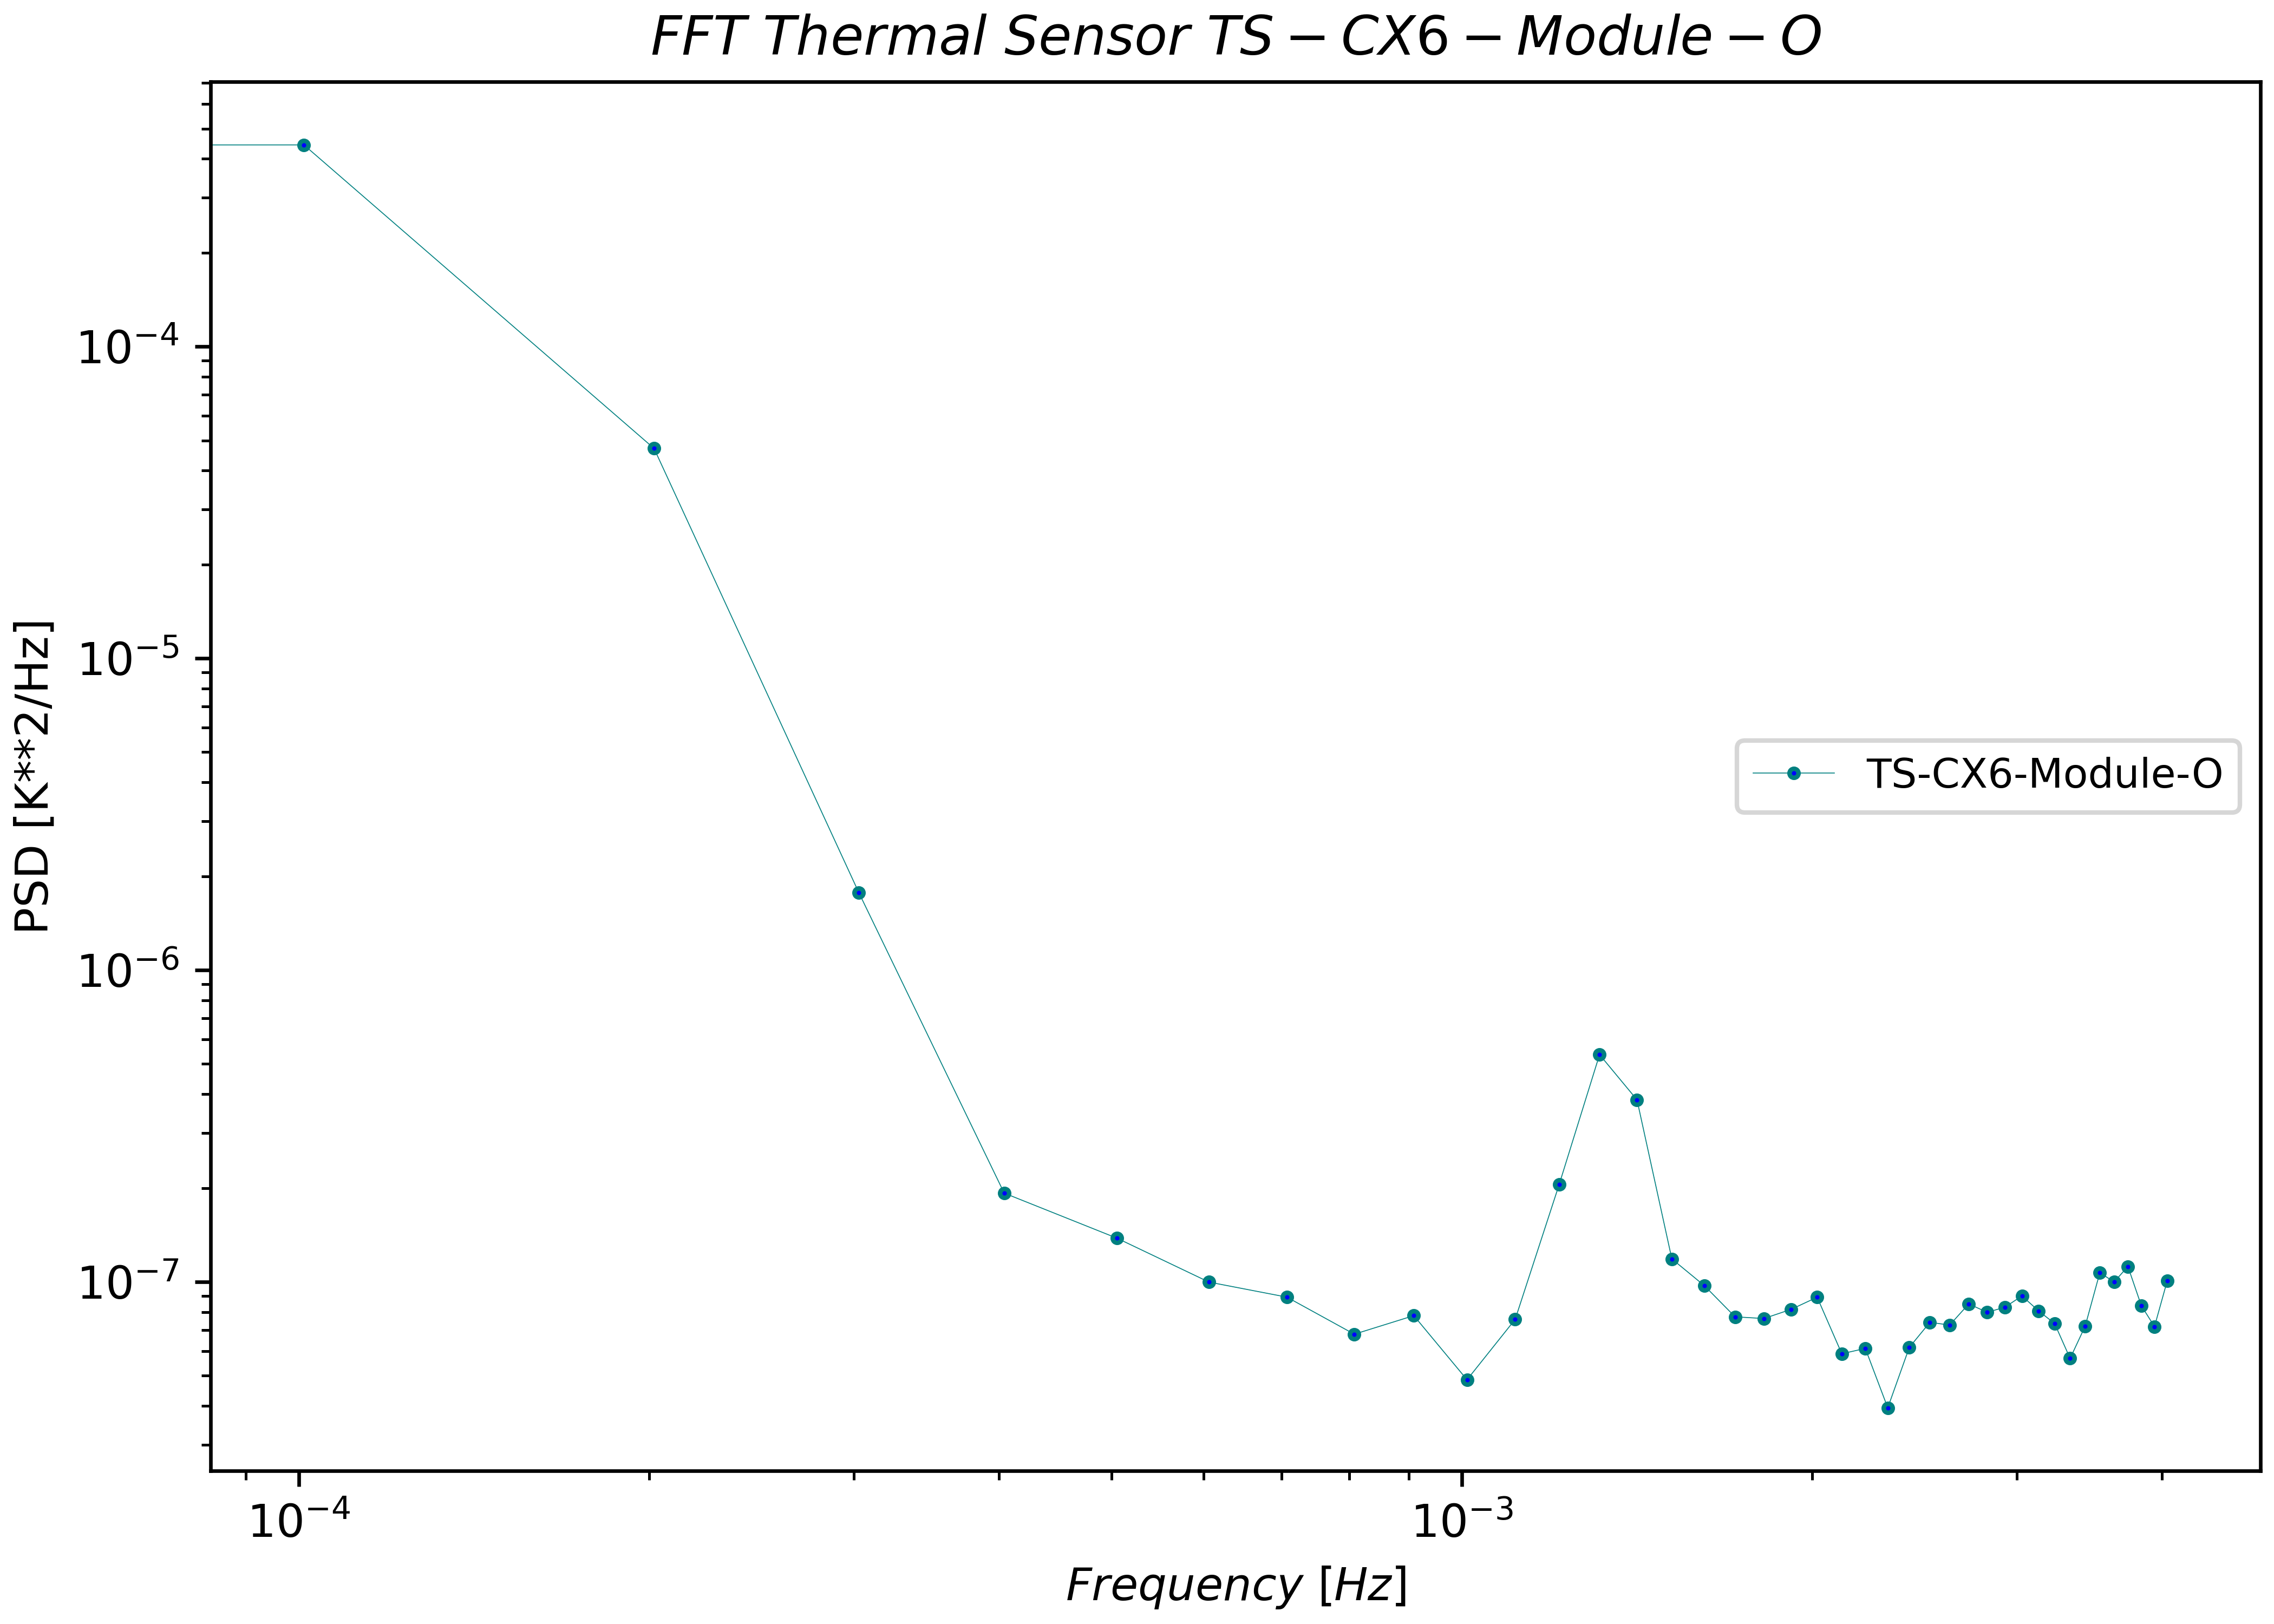 FFT Thermal Sensor TS − CX6 − Module − O
10⁻⁴
10⁻⁵
10⁻⁶
10⁻⁷
PSD [K**2/Hz]
TS-CX6-Module-O
10⁻⁴
10⁻³
Frequency [Hz]